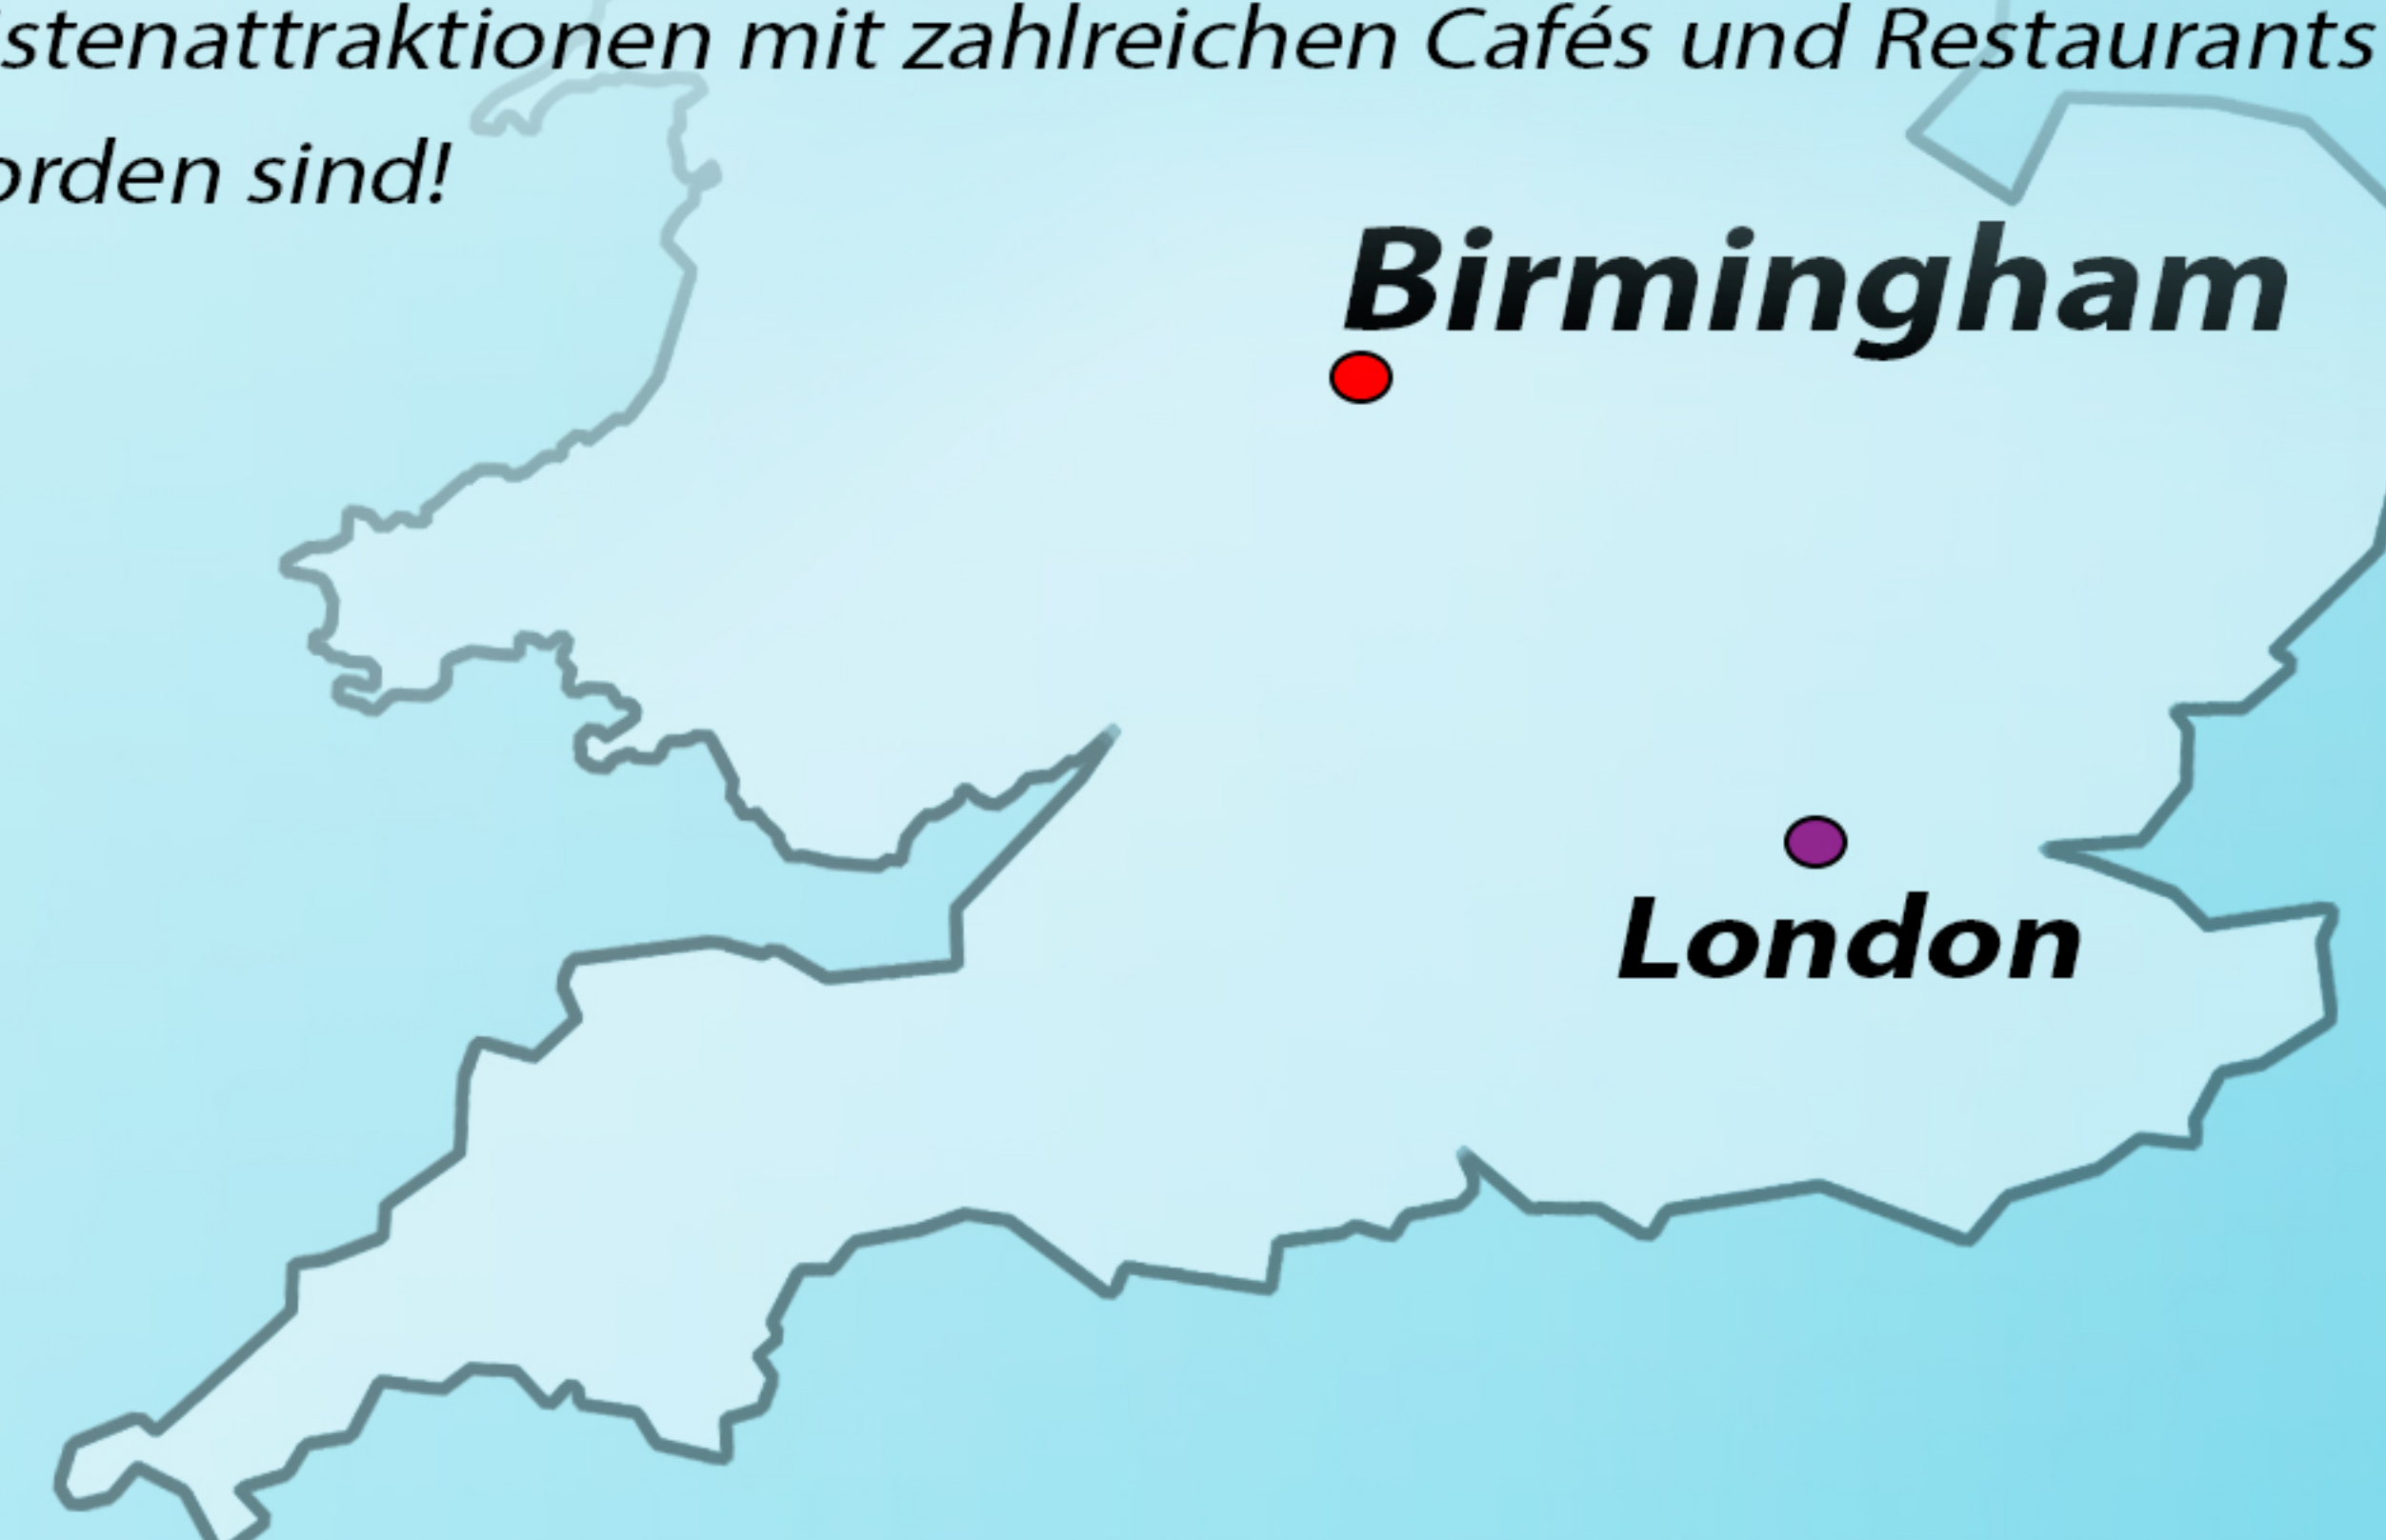 stenattraktionen mit zahlreichen Cafés und Restaurants
orden sind!
Birmingham
London